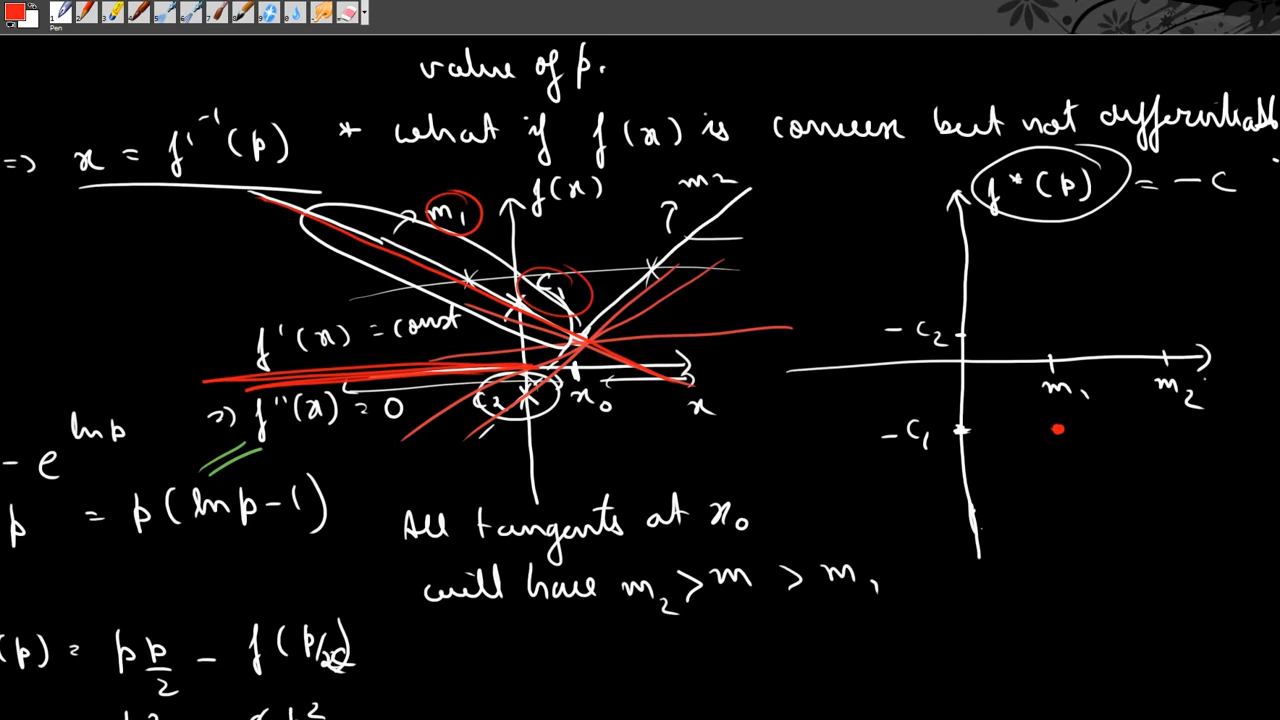 Pen
value of p.
⇒ x = f'⁻¹(p) * what if f(x) is convex but not differentiable
f(x)
m₂
f*(p) = -c
m₁
c₁
f'(x) = const
-c₂
⇒ f''(x) = 0
c₂
x₀
x
m₁
m₂
-c₁
- e^{ln p}
p = p(ln p - 1)
All tangents at x₀
will have m₂ > m > m₁
(p) = p p/2 - f(p/2)